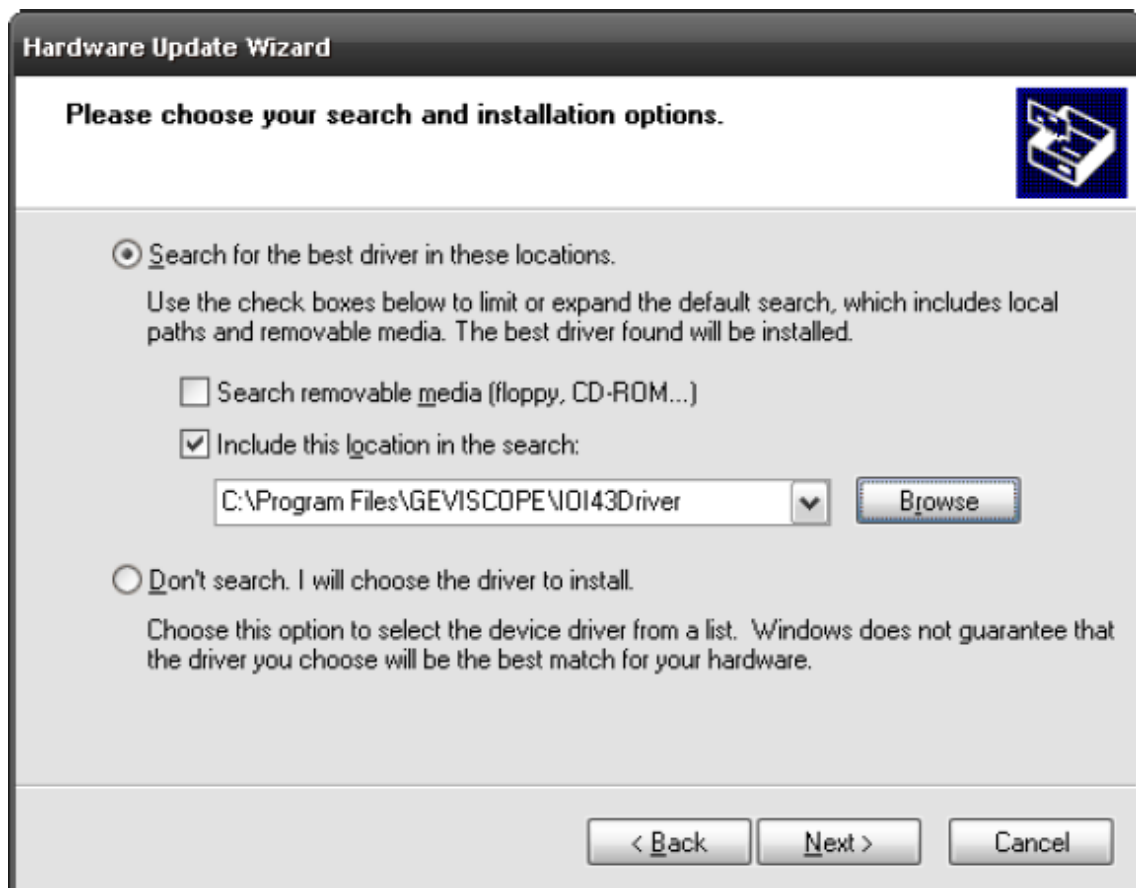 Hardware Update Wizard
Please choose your search and installation options.
Search for the best driver in these locations.
Use the check boxes below to limit or expand the default search, which includes local
paths and removable media. The best driver found will be installed.
Search removable media (floppy, CD-ROM...)
Include this location in the search:
C:\Program Files\GEVISCOPE\IOI43Driver
Browse
Don't search. I will choose the driver to install.
Choose this option to select the device driver from a list. Windows does not guarantee that
the driver you choose will be the best match for your hardware.
< Back
Next >
Cancel